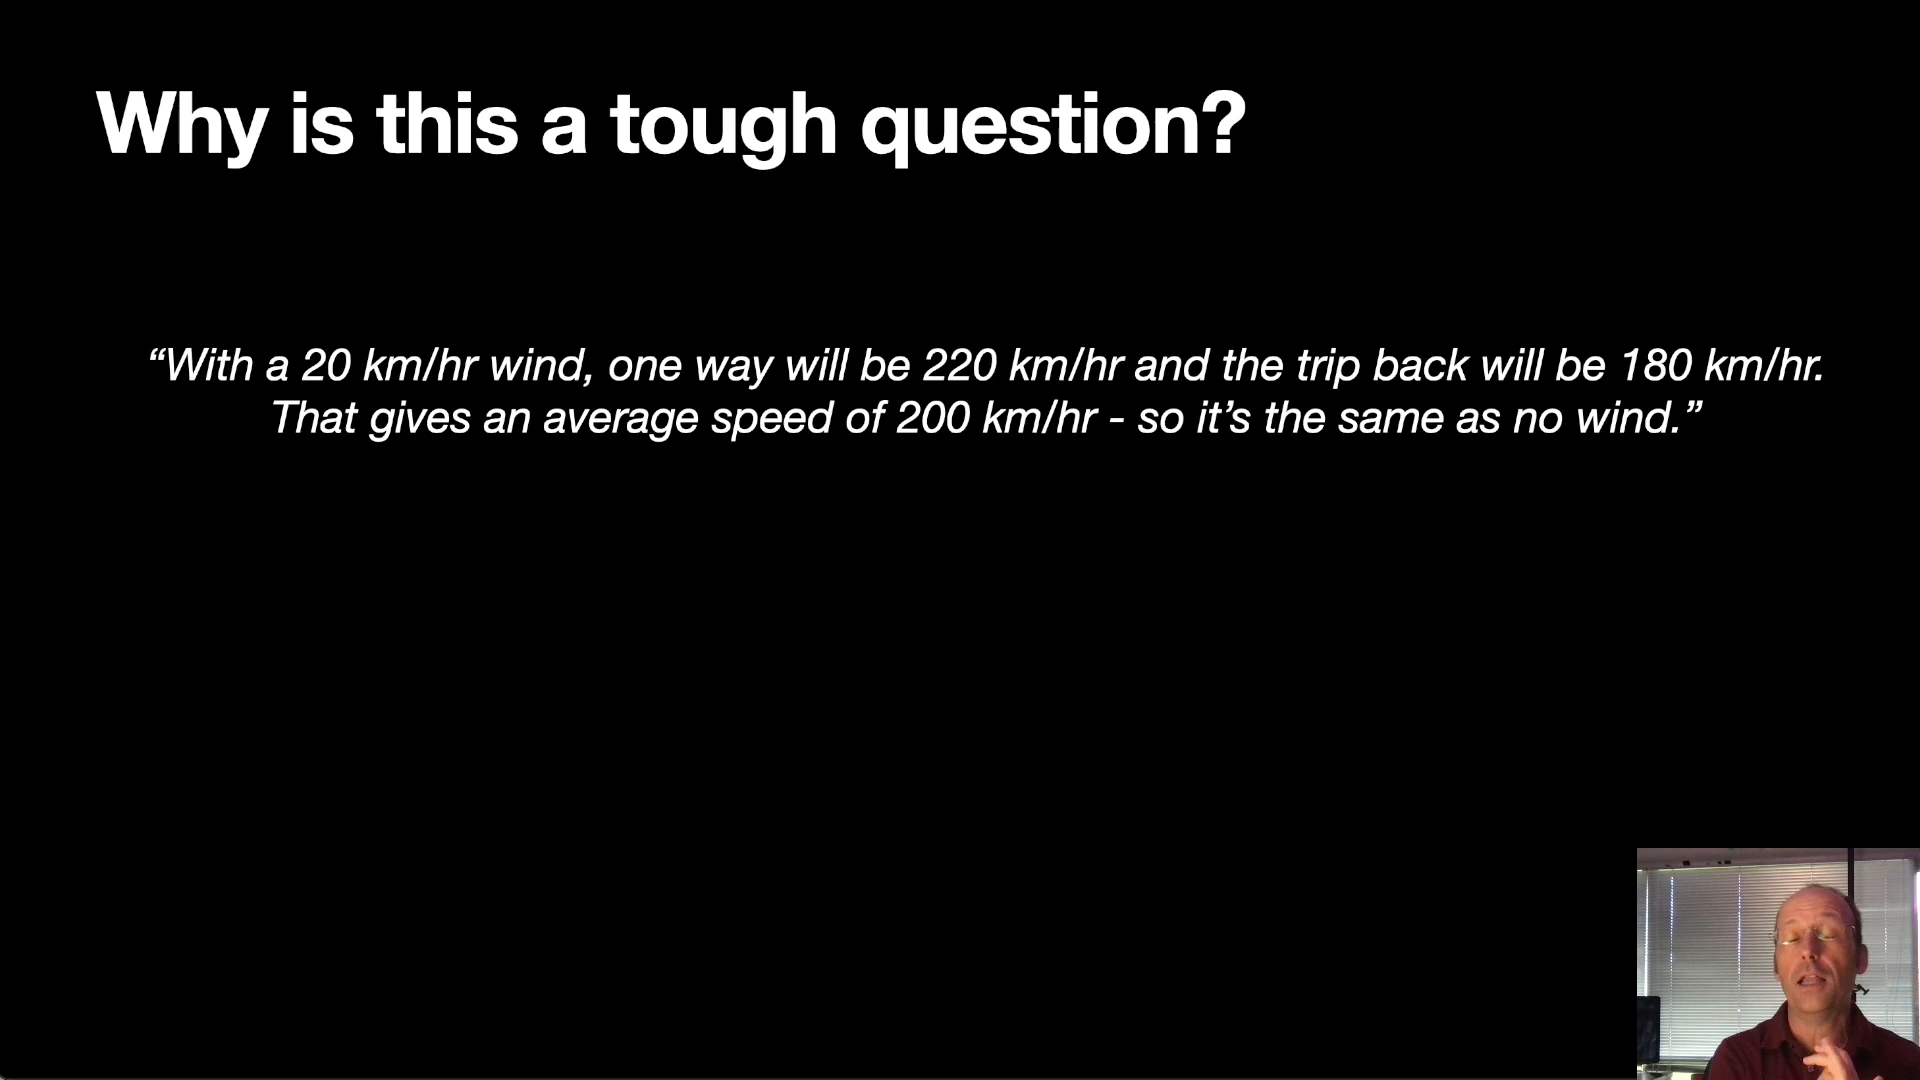 Why is this a tough question?
“With a 20 km/hr wind, one way will be 220 km/hr and the trip back will be 180 km/hr.
That gives an average speed of 200 km/hr - so it’s the same as no wind.”